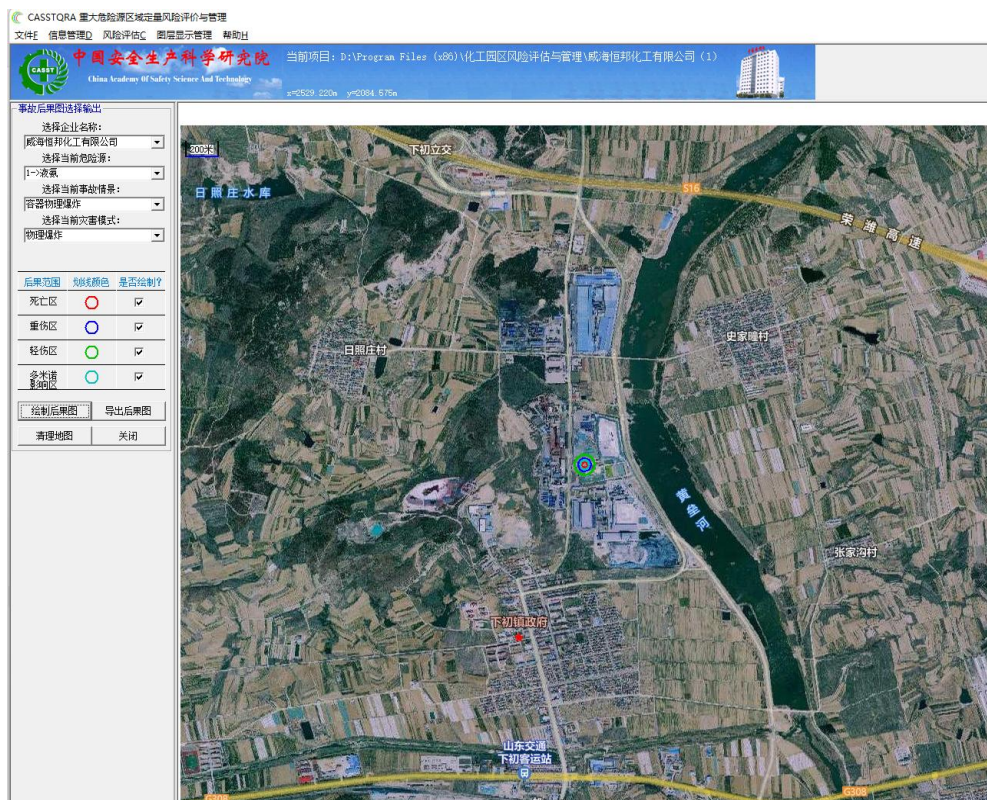 CASSTQRA 重大危险源区域定量风险评价与管理
文件F 信息管理D 风险评估C 图层显示管理 帮助H
CASST
中国安全生产科学研究院
China Academy Of Safety Science And Technology
当前项目：D:\Program Files (x86)\化工园区风险评估与管理\威海恒邦化工有限公司（1）
x=2529.220m y=2084.575m
事故后果图选择输出
选择企业名称：
威海恒邦化工有限公司
选择当前危险源：
1->液氨
选择当前事故情景：
容器物理爆炸
选择当前灾害模式：
物理爆炸
后果范围 划线颜色 是否绘制?
死亡区
重伤区
轻伤区
多米诺
影响区
绘制后果图 导出后果图
清理地图 关闭
200米
下初立交
S16
日照庄水库
荣潍高速
史家疃村
日照庄村
黄垒河
张家沟村
下初镇政府
山东交通
下初客运站
G308
G308